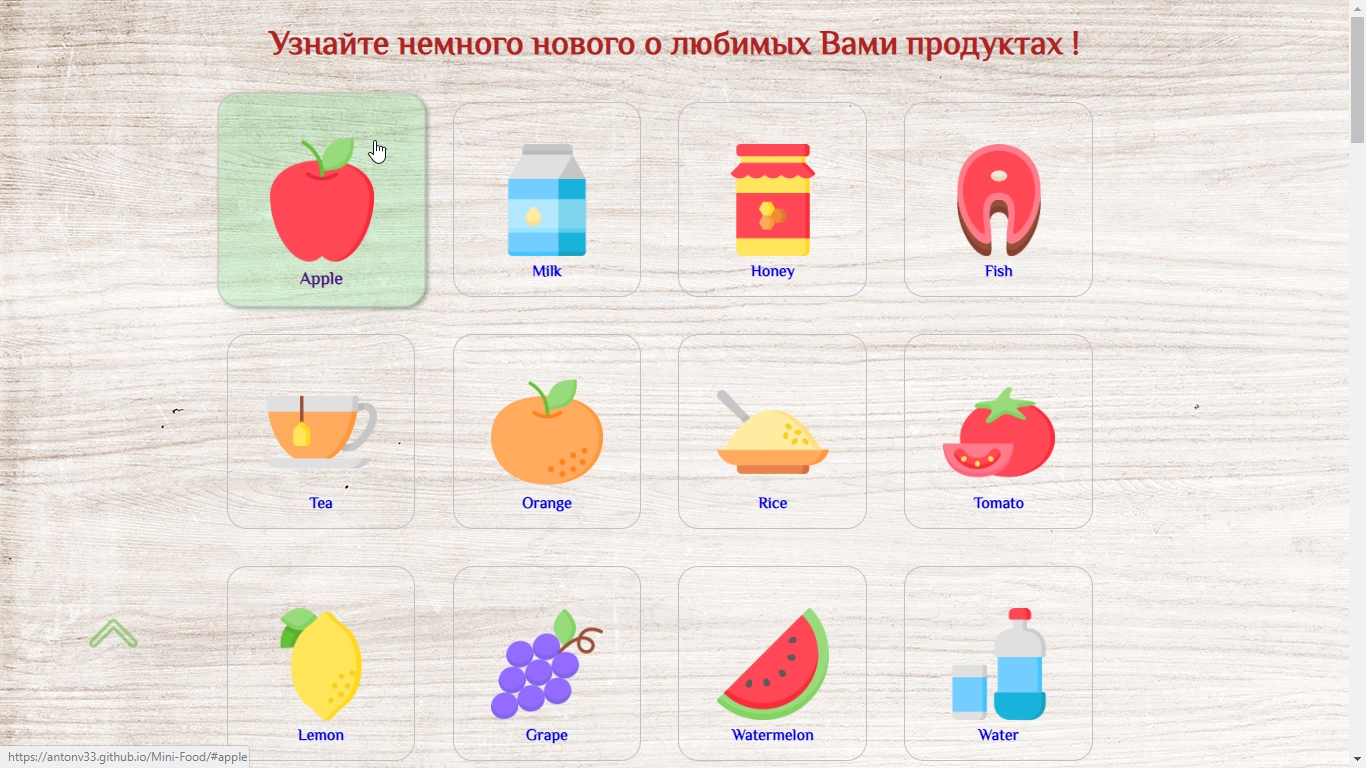 Узнайте немного нового о любимых Вами продуктах !
Apple
Milk
Honey
Fish
Tea
Orange
Rice
Tomato
Lemon
Grape
Watermelon
Water
https://antonv33.github.io/Mini-Food/#apple